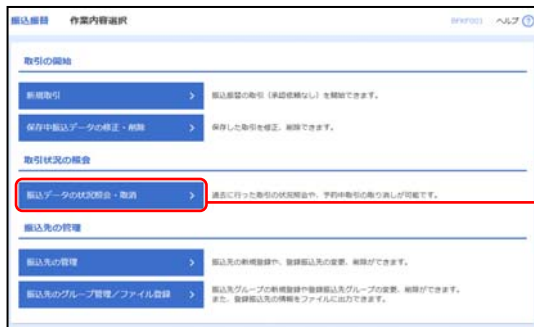 振込振替 作業内容選択 BFKF001 ヘルプ ?
取引の開始
新規取引 振込振替の取引（承認依頼なし）を開始できます。
保存中振込データの修正・削除 保存した取引を修正、削除できます。
取引状況の照会
振込データの状況照会・取消 過去に行った取引の状況照会や、予約中取引の取り消しが可能です。
振込先の管理
振込先の管理 振込先の新規登録や、登録振込先の変更、削除ができます。
振込先のグループ管理／ファイル登録 振込先グループの新規登録や登録振込先グループの変更、削除ができます。
また、登録振込先の情報をファイルに出力できます。